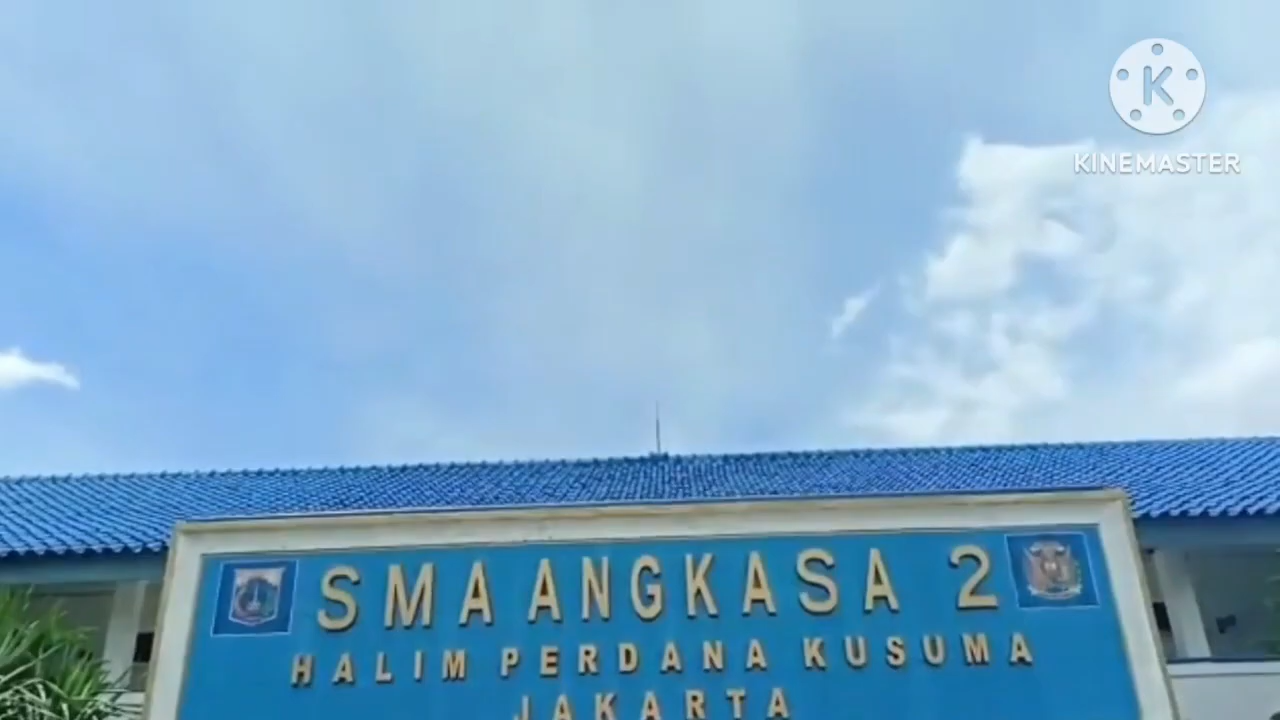 K
KINEMASTER
SMA ANGKASA 2
HALIM PERDANA KUSUMA
JAKARTA